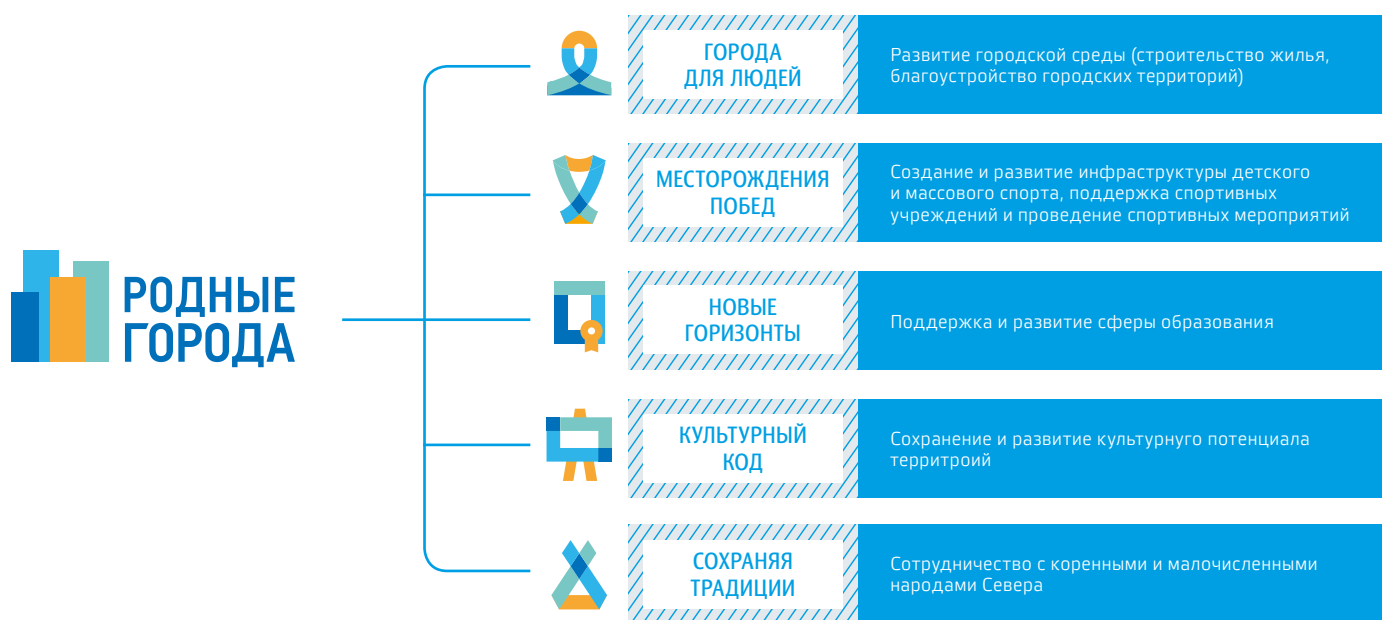 РОДНЫЕ
ГОРОДА
ГОРОДА
ДЛЯ ЛЮДЕЙ
Развитие городской среды (строительство жилья,
благоустройство городских территорий)
МЕСТОРОЖДЕНИЯ
ПОБЕД
Создание и развитие инфраструктуры детского
и массового спорта, поддержка спортивных
учреждений и проведение спортивных мероприятий
НОВЫЕ
ГОРИЗОНТЫ
Поддержка и развитие сферы образования
КУЛЬТУРНЫЙ
КОД
Сохранение и развитие культурнуго потенциала
территроий
СОХРАНЯЯ
ТРАДИЦИИ
Сотрудничество с коренными и малочисленными
народами Севера